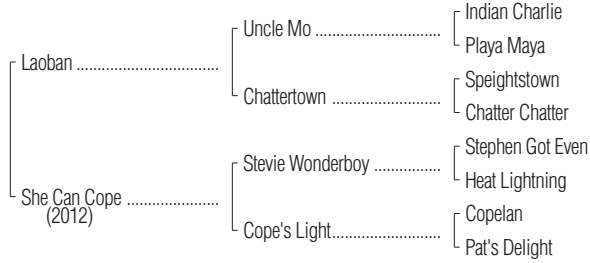 Indian Charlie
Uncle Mo ....................
Playa Maya
Laoban .................................
Speightstown
Chattertown .................
Chatter Chatter
Stephen Got Even
Stevie Wonderboy ................
Heat Lightning
She Can Cope .....................
(2012)
Copelan
Cope's Light.........................
Pat's Delight